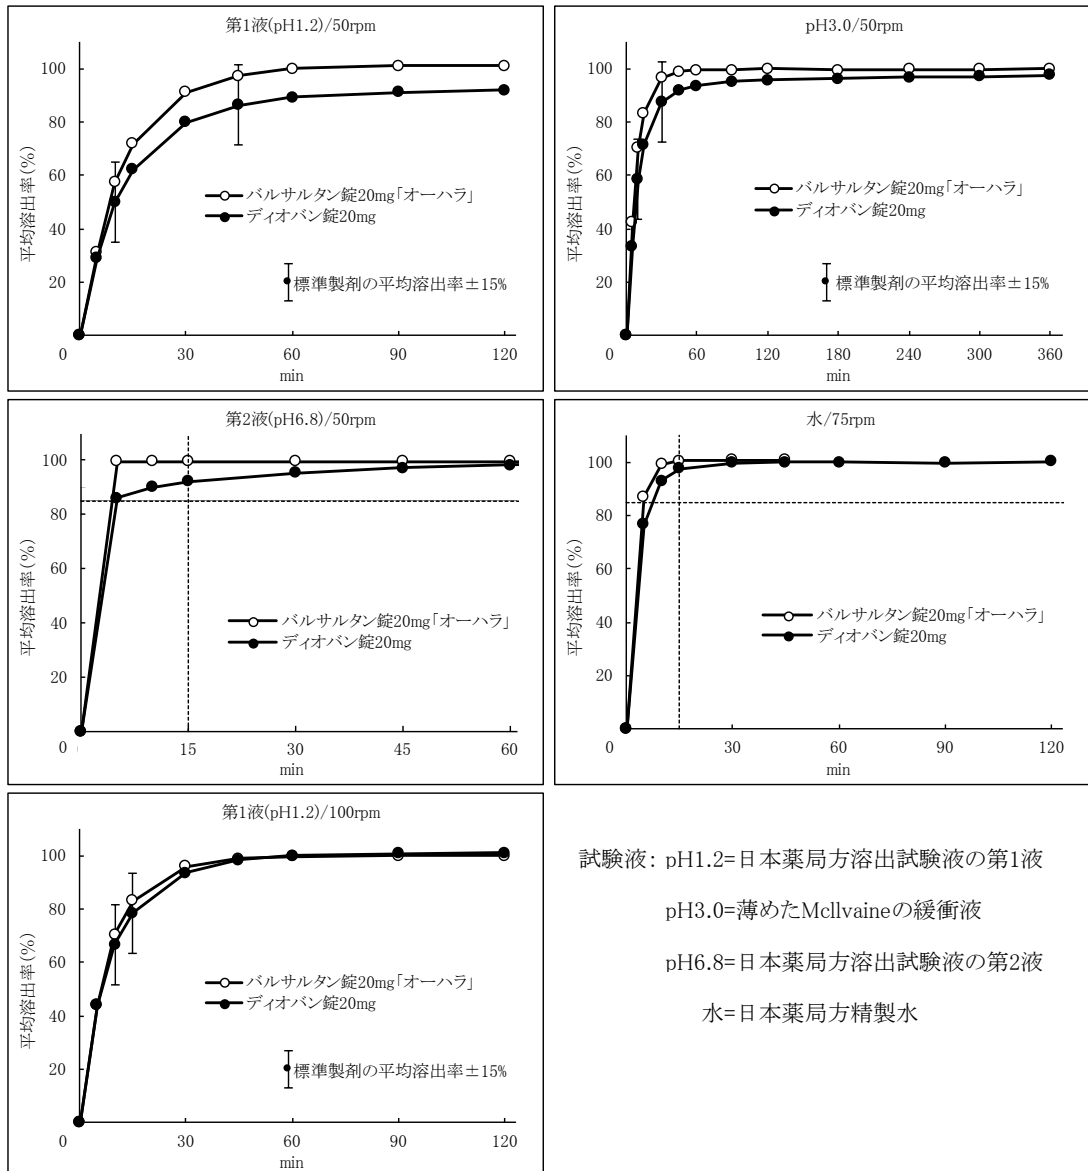 第1液(pH1.2)/50rpm
平均溶出率(%)
100
80
60
40
20
0
30
60
90
120
min
バルサルタン錠20mg「オーハラ」
ディオバン錠20mg
標準製剤の平均溶出率±15%
pH3.0/50rpm
平均溶出率(%)
100
80
60
40
20
0
60
120
180
240
300
360
min
バルサルタン錠20mg「オーハラ」
ディオバン錠20mg
標準製剤の平均溶出率±15%
第2液(pH6.8)/50rpm
平均溶出率(%)
100
80
60
40
20
0
15
30
45
60
min
バルサルタン錠20mg「オーハラ」
ディオバン錠20mg
水/75rpm
平均溶出率(%)
100
80
60
40
20
0
30
60
90
120
min
バルサルタン錠20mg「オーハラ」
ディオバン錠20mg
第1液(pH1.2)/100rpm
平均溶出率(%)
100
80
60
40
20
0
30
60
90
120
min
バルサルタン錠20mg「オーハラ」
ディオバン錠20mg
標準製剤の平均溶出率±15%
試験液: pH1.2=日本薬局方溶出試験液の第1液
pH3.0=薄めたMcllvaineの緩衝液
pH6.8=日本薬局方溶出試験液の第2液
水=日本薬局方精製水